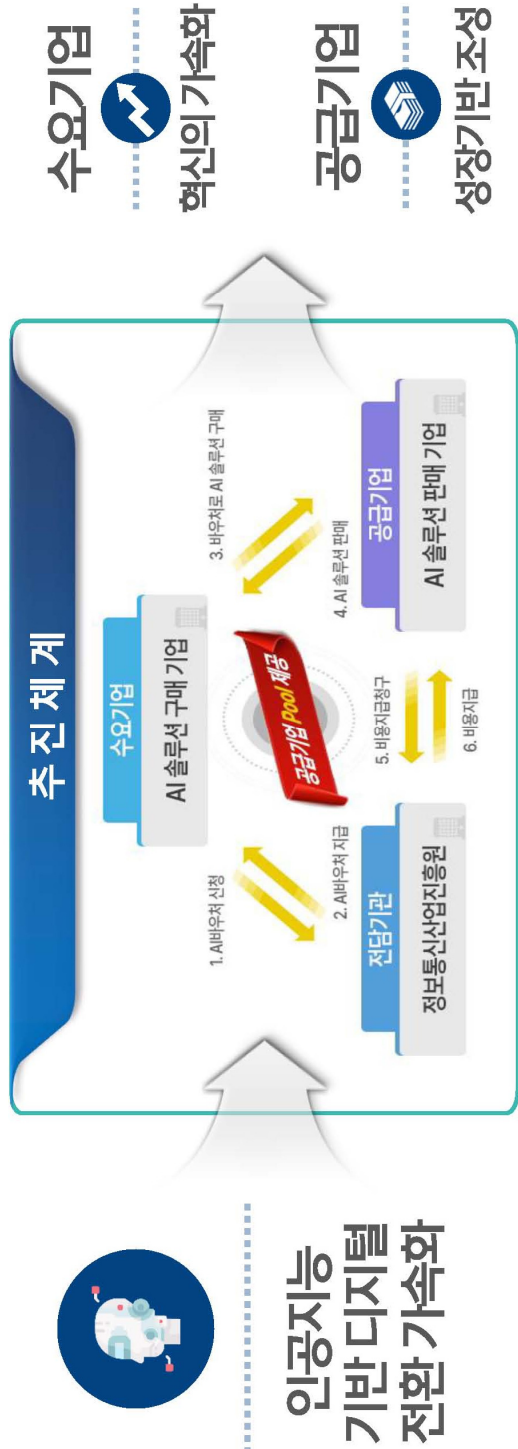 인공지능
기반 디지털
전환 가속화
추진체계
수요기업
AI 솔루션 구매 기업
1. AI바우처 신청
2. AI바우처 지급
3. 바우처로 AI 솔루션 구매
4. AI 솔루션 판매
공급기업 Pool 제공
전담기관
정보통신산업진흥원
5. 비용지급청구
6. 비용지급
공급기업
AI 솔루션 판매 기업
수요기업
혁신의 가속화
공급기업
성장기반 조성